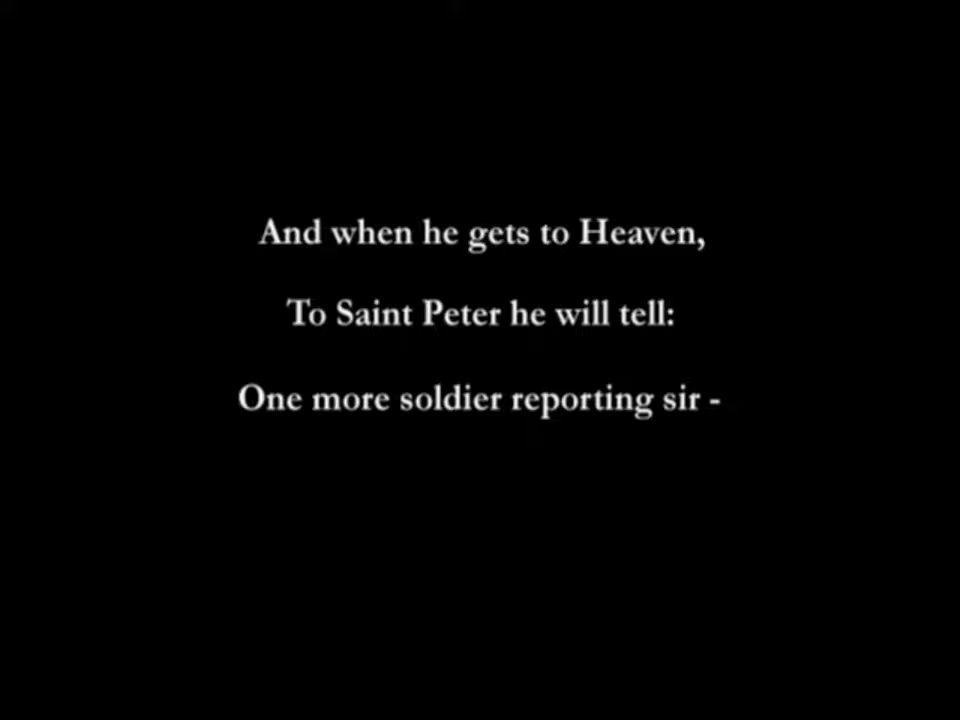 And when he gets to Heaven,
To Saint Peter he will tell:
One more soldier reporting sir -